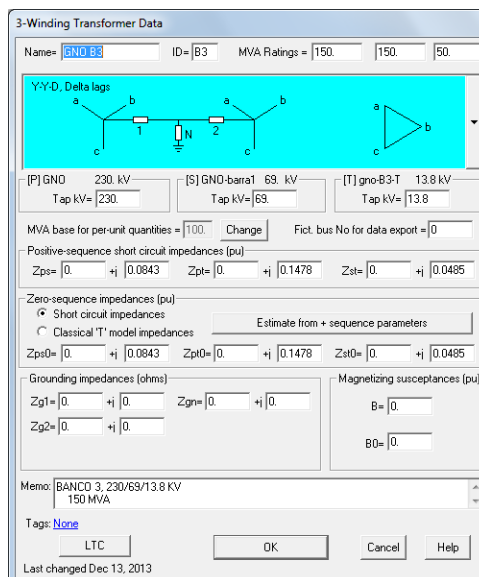 3-Winding Transformer Data
Name= GNO B3 ID= B3 MVA Ratings = 150. 150. 50.
Y-Y-D, Delta lags
a b a b a
1 N 2 b
c c c
[P] GNO 230. kV [S] GNO-barra1 69. kV [T] gno-B3-T 13.8 kV
Tap kV= 230. Tap kV= 69. Tap kV= 13.8
MVA base for per-unit quantities = 100. Change Fict. bus No for data export = 0
Positive-sequence short circuit impedances (pu)
Zps= 0. +j 0.0843 Zpt= 0. +j 0.1478 Zst= 0. +j 0.0485
Zero-sequence impedances (pu)
Short circuit impedances
Classical 'T' model impedances
Estimate from + sequence parameters
Zps0= 0. +j 0.0843 Zpt0= 0. +j 0.1478 Zst0= 0. +j 0.0485
Grounding impedances (ohms) Magnetizing susceptances (pu)
Zg1= 0. +j 0. Zgn= 0. +j 0. B= 0.
Zg2= 0. +j 0.
B0= 0.
Memo: BANCO 3, 230/69/13.8 KV
150 MVA
Tags: None
LTC OK Cancel Help
Last changed Dec 13, 2013